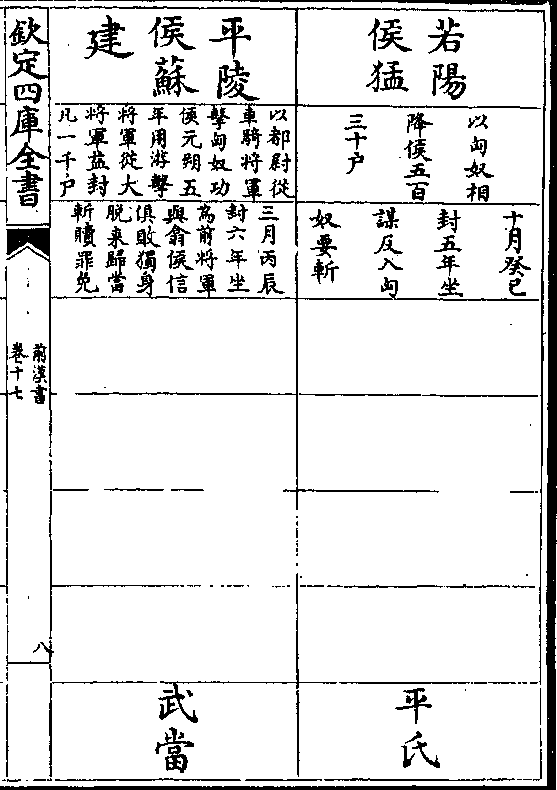 若陽
侯猛
以匈奴相
降侯五百
三十户
十月癸巳
封五年坐
謀反入匈
奴要斬
平氏
平陵
侯蘇
建
以都尉從
車騎將軍
擊匈奴功
侯元朔五
年用游擊
將軍從大
將軍益封
凡一千户
三月丙辰
封六年坐
為前將軍
與翕侯信
俱敗獨身
脫来歸當
斬贖罪免
武當
欽定四庫全書
前漢書
卷十七
八